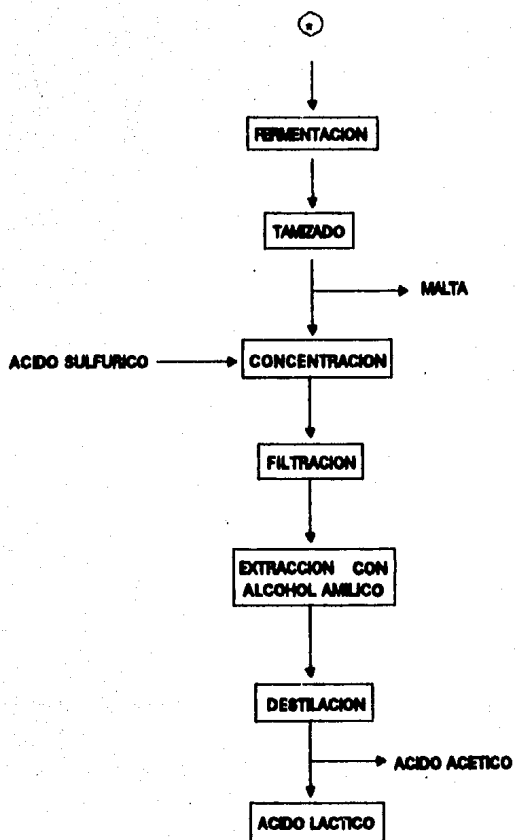 *
FERMENTACION
TAMIZADO
MALTA
ACIDO SULFURICO
CONCENTRACION
FILTRACION
EXTRACCION CON
ALCOHOL AMILICO
DESTILACION
ACIDO ACETICO
ACIDO LACTICO